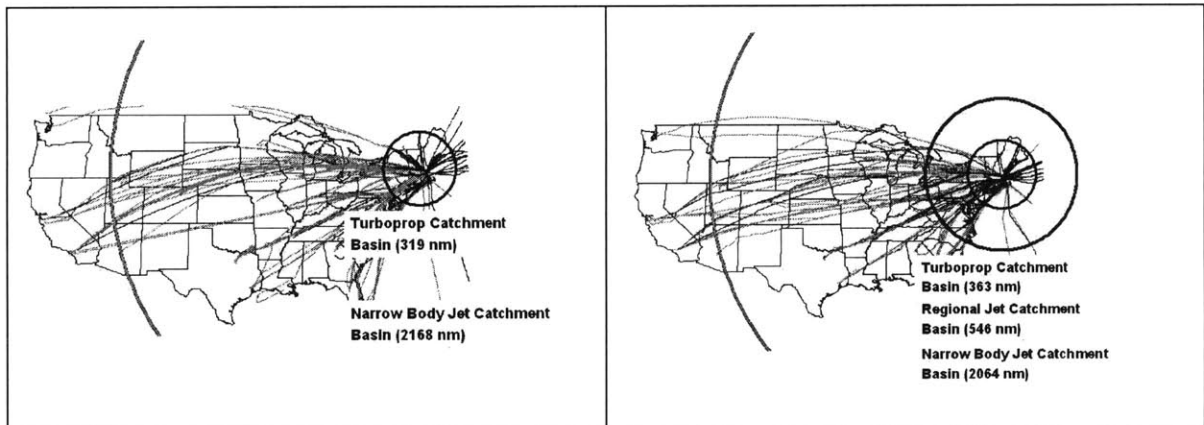 Turboprop Catchment
Basin (319 nm)
Narrow Body Jet Catchment
Basin (2168 nm)
Turboprop Catchment
Basin (363 nm)
Regional Jet Catchment
Basin (546 nm)
Narrow Body Jet Catchment
Basin (2064 nm)